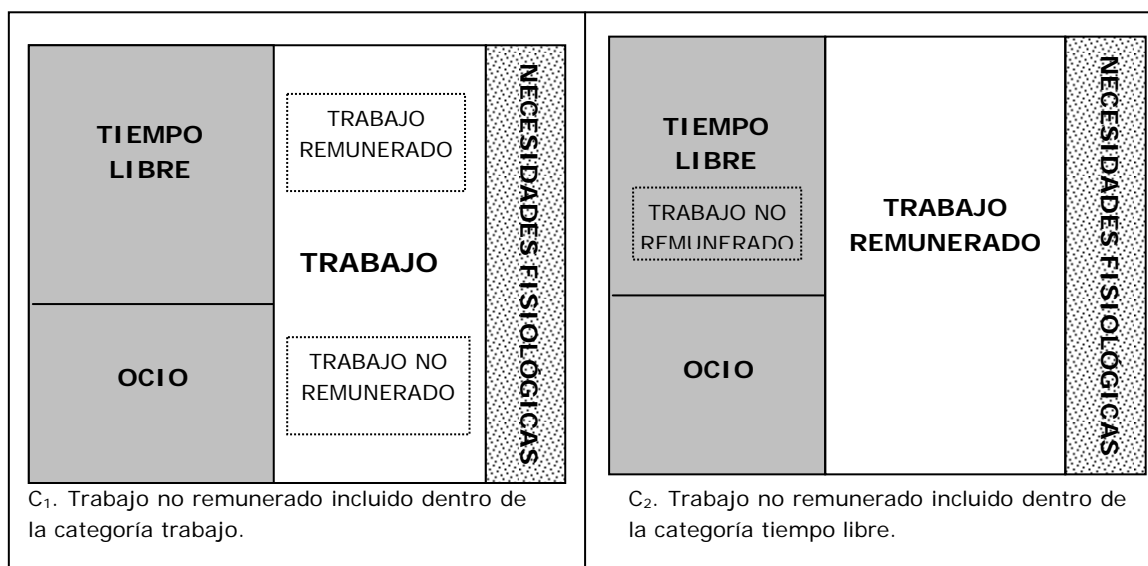 TIEMPO
LIBRE
OCIO
TRABAJO
REMUNERADO
TRABAJO
TRABAJO NO
REMUNERADO
NECESIDADES FISIOLÓGICAS
C₁. Trabajo no remunerado incluido dentro de
la categoría trabajo.
TIEMPO
LIBRE
TRABAJO NO
REMUNERADO
OCIO
TRABAJO
REMUNERADO
NECESIDADES FISIOLÓGICAS
C₂. Trabajo no remunerado incluido dentro de
la categoría tiempo libre.